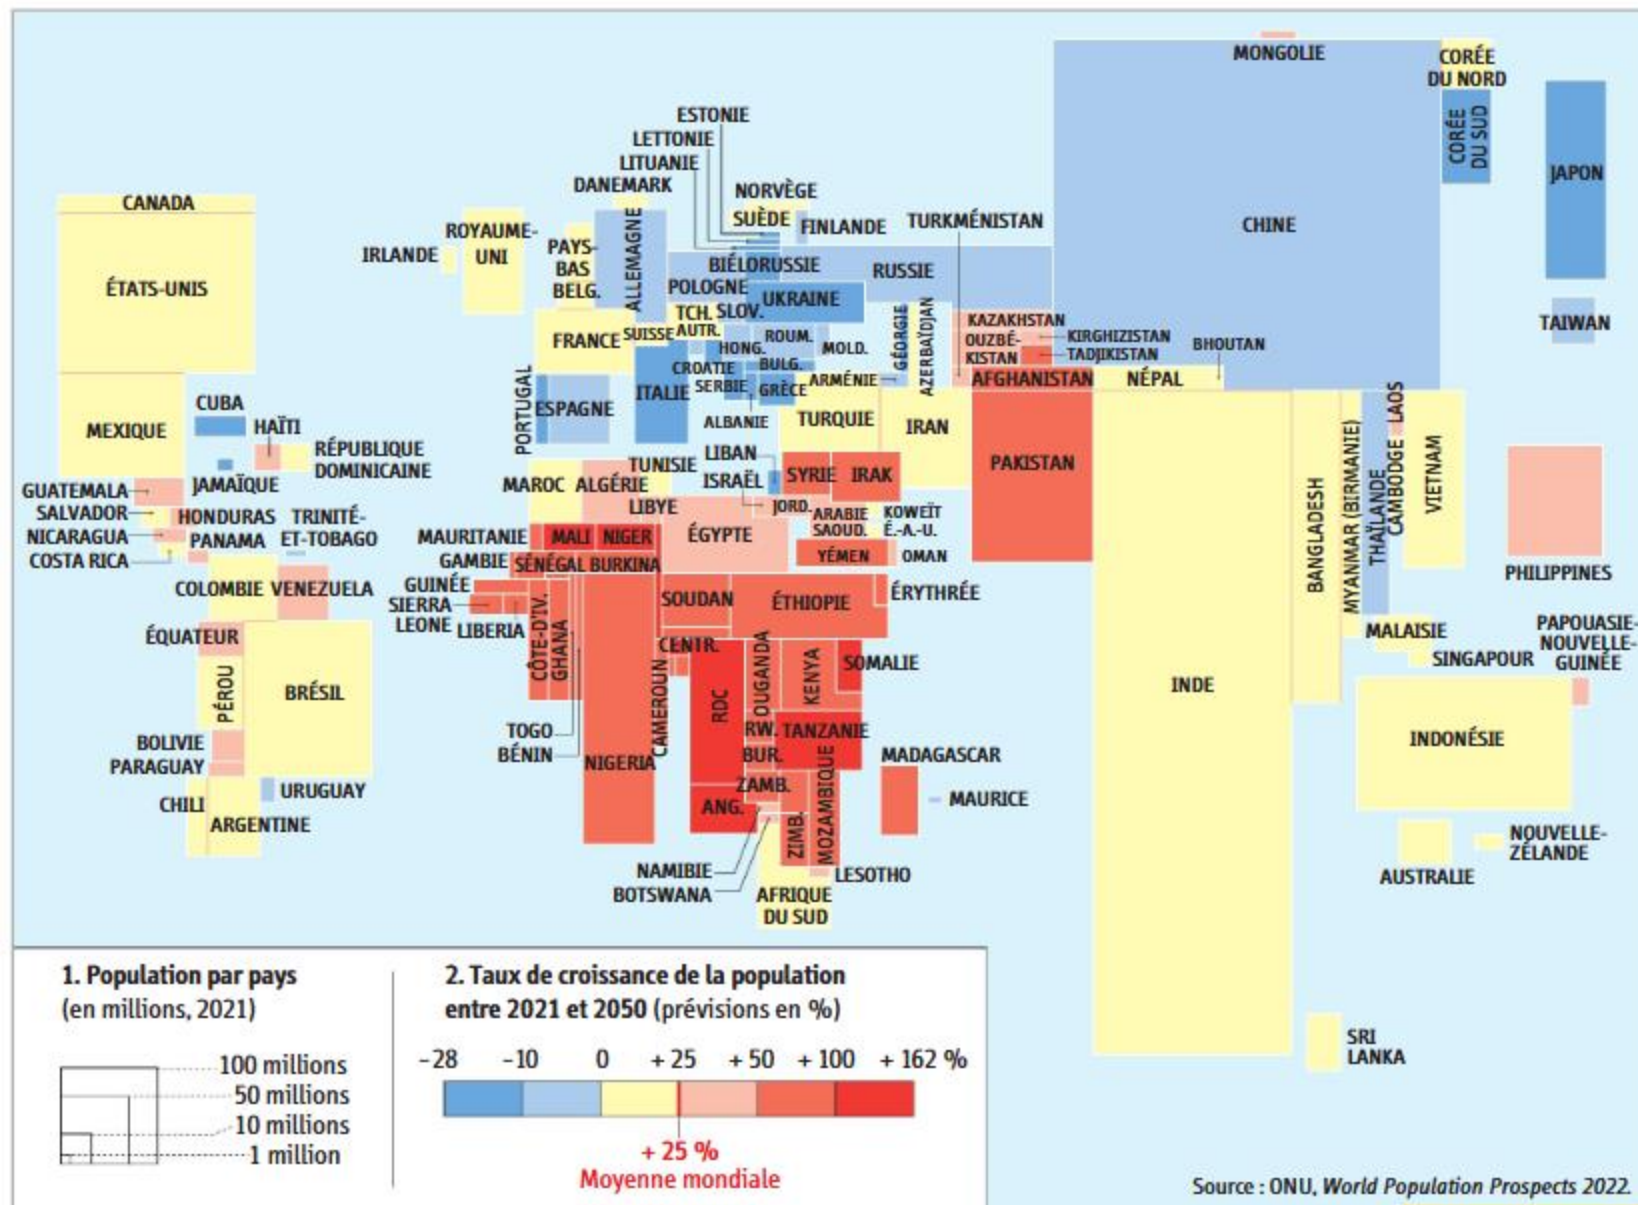 MONGOLIE
CORÉE
DU NORD
CORÉE
DU SUD
JAPON
CHINE
TAIWAN
ESTONIE
LETTONIE
LITUANIE
DANEMARK
NORVÈGE
SUÈDE
FINLANDE
TURKMÉNISTAN
CANADA
ÉTATS-UNIS
IRLANDE
ROYAUME-
UNI
PAYS-
BAS
BELG.
ALLEMAGNE
BIÉLORUSSIE
RUSSIE
POLOGNE
UKRAINE
TCH.
SLOV.
FRANCE
SUISSE
AUTR.
HONG.
ROUM.
MOLD.
GÉORGIE
AZERBAÏDJAN
KAZAKHSTAN
KIRGHIZISTAN
OUZBÉ-
KISTAN
TADJIKISTAN
BHOUTAN
CROATIE
BULG.
SERBIE
GRÈCE
ARMÉNIE
AFGHANISTAN
NÉPAL
PORTUGAL
ESPAGNE
ITALIE
ALBANIE
TURQUIE
IRAN
MEXIQUE
CUBA
HAÏTI
RÉPUBLIQUE
DOMINICAINE
JAMAÏQUE
GUATEMALA
SALVADOR
HONDURAS
NICARAGUA
PANAMA
COSTA RICA
TRINITÉ-
ET-TOBAGO
COLOMBIE
VENEZUELA
ÉQUATEUR
PÉROU
BRÉSIL
BOLIVIE
PARAGUAY
CHILI
URUGUAY
ARGENTINE
TUNISIE
LIBAN
ISRAËL
SYRIE
IRAK
PAKISTAN
MAROC
ALGÉRIE
LIBYE
JORD.
ARABIE
SAOUD.
KOWEÏT
É.-A.-U.
ÉGYPTE
YÉMEN
OMAN
MAURITANIE
MALI
NIGER
GAMBIE
SÉNÉGAL
BURKINA
GUINÉE
SIERRA
LEONE
LIBERIA
CÔTE-D'IV.
GHANA
SOUDAN
ÉTHIOPIE
ÉRYTHRÉE
CENTR.
CAMEROUN
RDC
OUGANDA
KENYA
SOMALIE
TOGO
BÉNIN
NIGERIA
RW.
TANZANIE
BUR.
ZAMB.
ANG.
ZIMB.
MOZAMBIQUE
MADAGASCAR
MAURICE
NAMIBIE
BOTSWANA
LESOTHO
AFRIQUE
DU SUD
BANGLADESH
MYANMAR (BIRMANIE)
THAÏLANDE
CAMBODGE
LAOS
VIETNAM
PHILIPPINES
INDE
MALAISIE
SINGAPOUR
PAPOUASIE-
NOUVELLE-
GUINÉE
INDONÉSIE
AUSTRALIE
NOUVELLE-
ZÉLANDE
SRI
LANKA
1. Population par pays
(en millions, 2021)
100 millions
50 millions
10 millions
1 million
2. Taux de croissance de la population
entre 2021 et 2050 (prévisions en %)
-28 -10 0 + 25 + 50 + 100 + 162 %
+ 25 %
Moyenne mondiale
Source : ONU, World Population Prospects 2022.